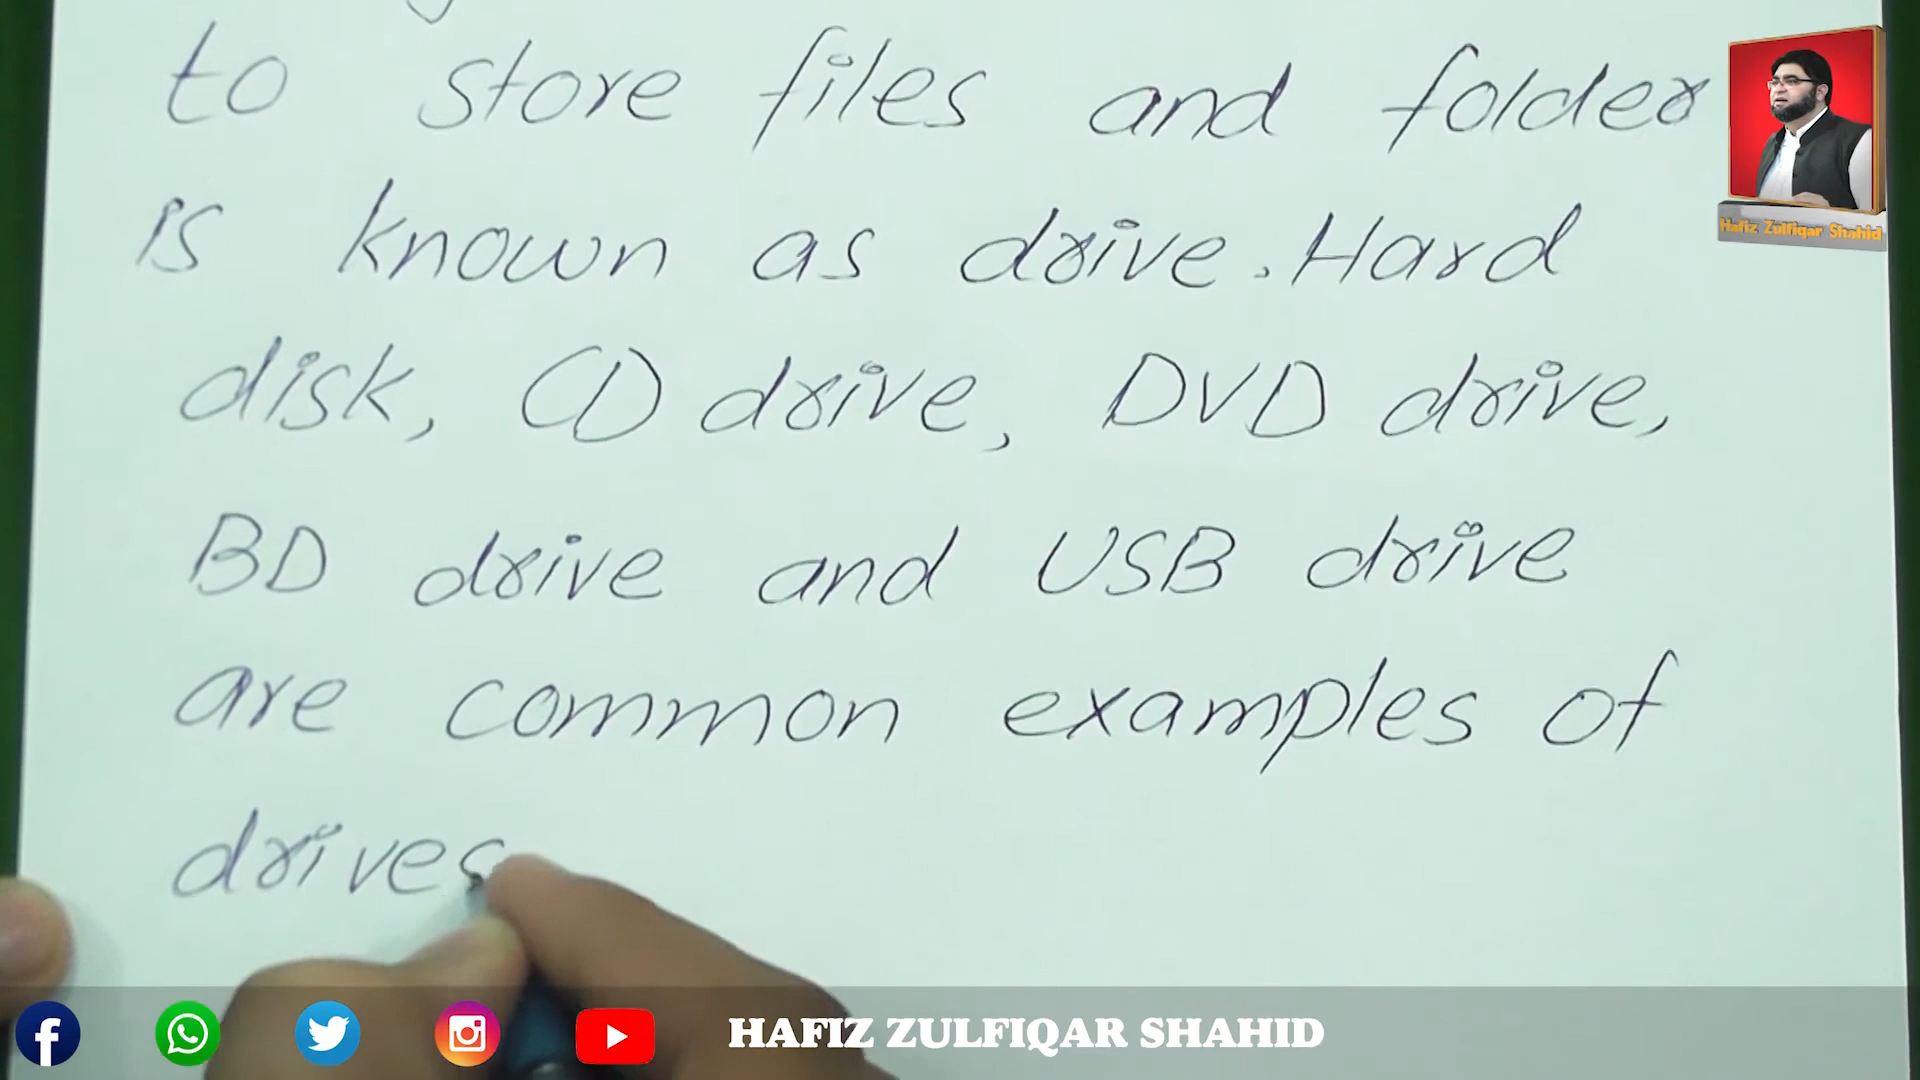 to store files and folder
is known as drive. Hard
disk, CD drive, DVD drive,
BD drive and USB drive
are common examples of
drives
Hafiz Zulfiqar Shahid
HAFIZ ZULFIQAR SHAHID